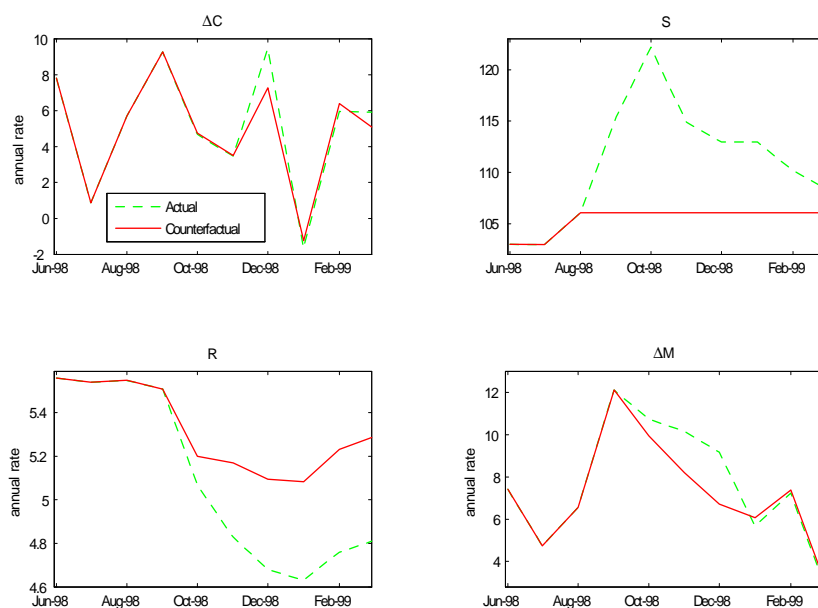 ΔC
annual rate
10
8
6
4
2
0
-2
Jun-98 Aug-98 Oct-98 Dec-98 Feb-99
Actual
Counterfactual
S
120
115
110
105
Jun-98 Aug-98 Oct-98 Dec-98 Feb-99
R
annual rate
5.4
5.2
5
4.8
4.6
Jun-98 Aug-98 Oct-98 Dec-98 Feb-99
ΔM
annual rate
12
10
8
6
4
Jun-98 Aug-98 Oct-98 Dec-98 Feb-99